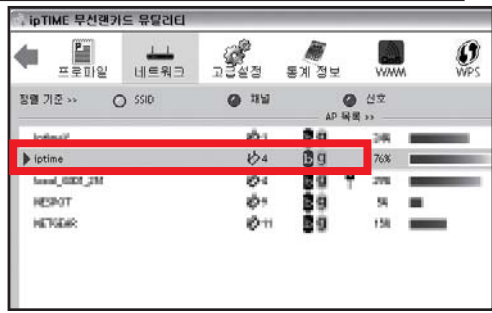 ipTIME 무선랜카드 유틸리티
프로파일 네트워크 고급설정 통계 정보 WMM WPS
정렬 기준 >> SSID 채널 신호
AP 목록 >>
iptime 4 b g 76%
4 b g
NESPOT 9 b g 5%
NETGEAR 11 b g 15%